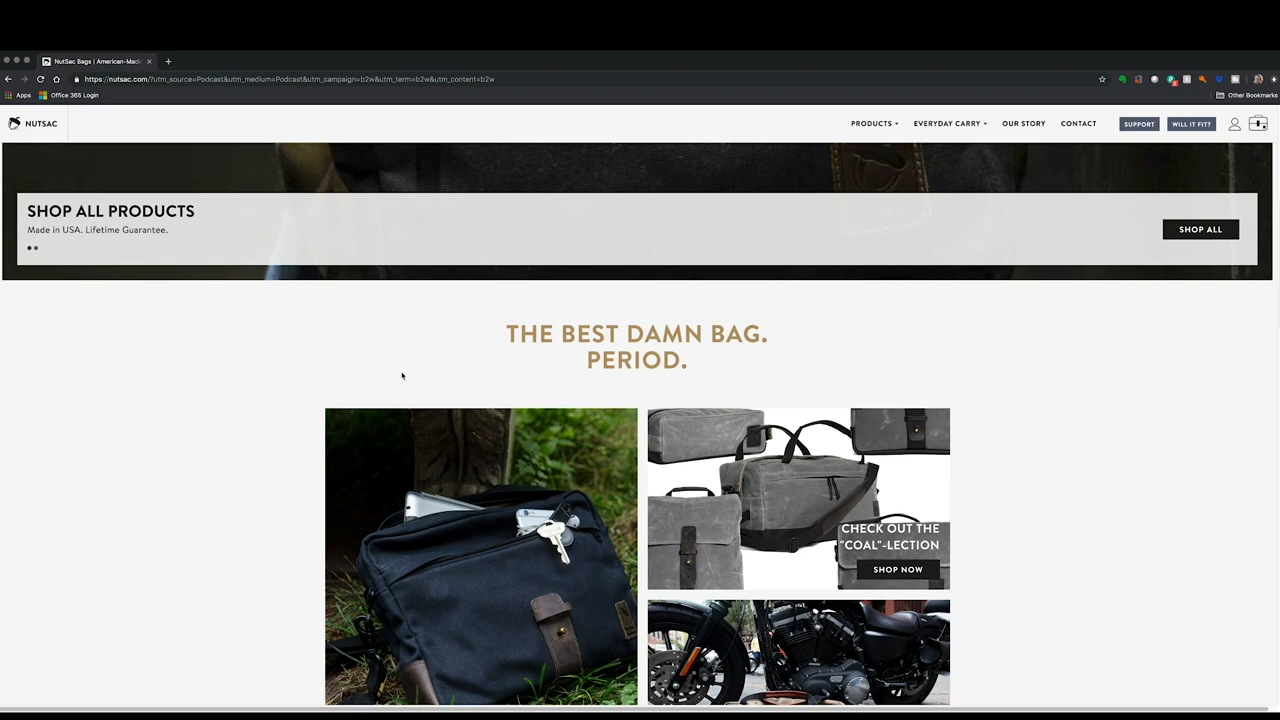 NutSac Bags | American-Made
https://nutsac.com/?utm_source=Podcast&utm_medium=Podcast&utm_campaign=b2w&utm_term=b2w&utm_content=b2w
Apps
Office 365 Login
Other Bookmarks
NUTSAC
PRODUCTS
EVERYDAY CARRY
OUR STORY
CONTACT
SUPPORT
WILL IT FIT?
SHOP ALL PRODUCTS
Made in USA. Lifetime Guarantee.
SHOP ALL
THE BEST DAMN BAG.
PERIOD.
CHECK OUT THE
"COAL"-LECTION
SHOP NOW